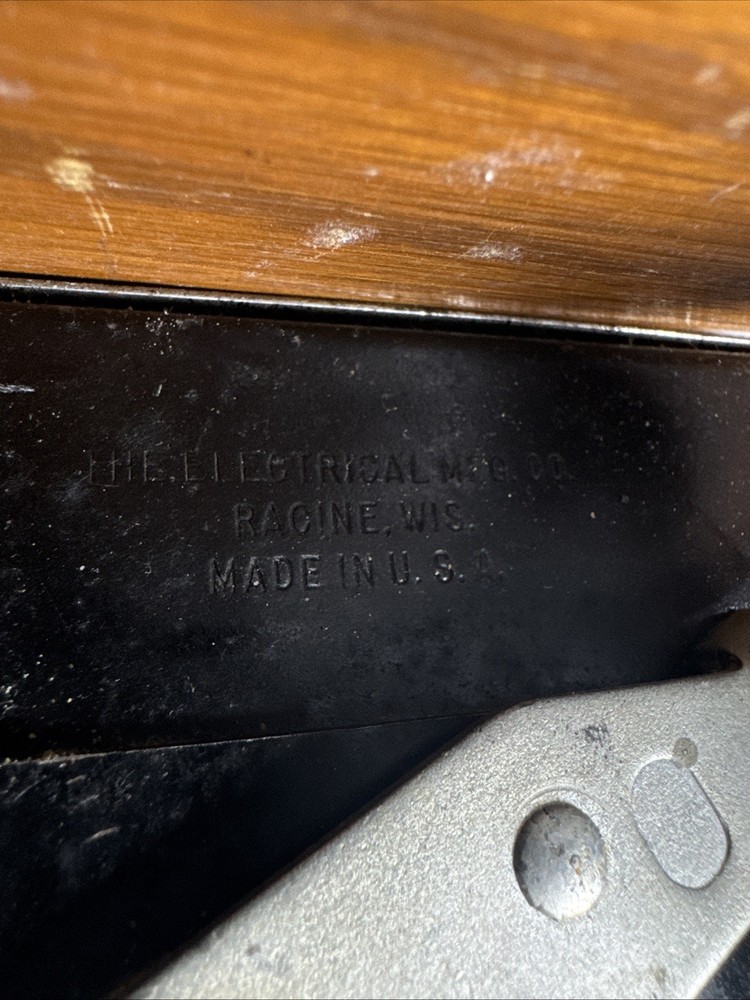 THE ELECTRICAL MFG. CO.
RACINE, WIS.
MADE IN U. S. A.